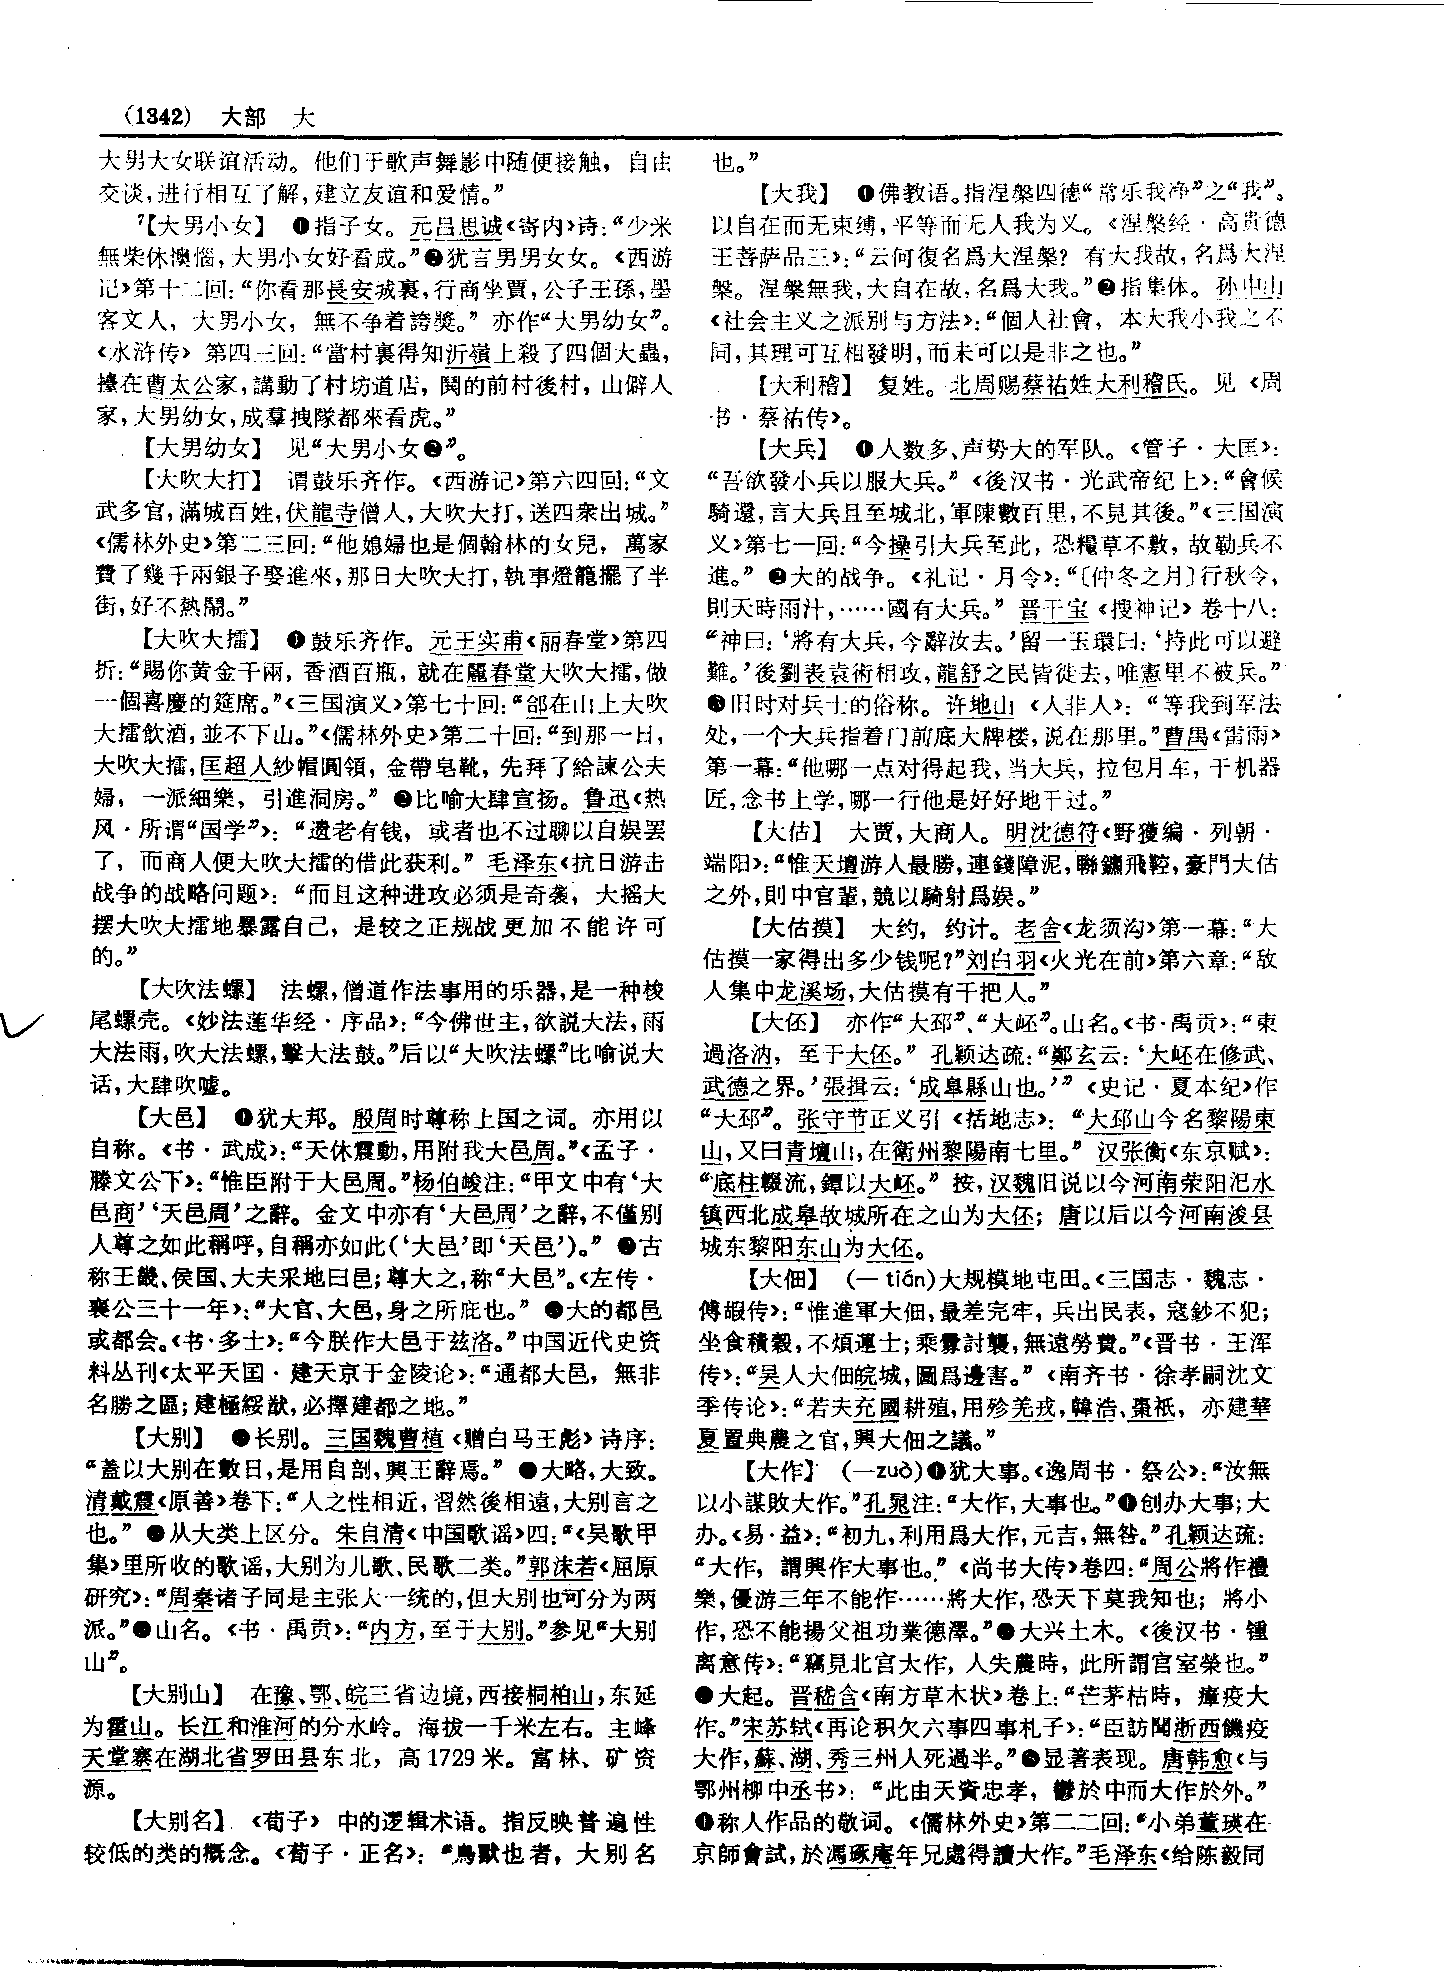 (1342) 大部 大
大男大女联谊活动。他们于歌声舞影中随便接触，自由
交谈，进行相互了解，建立友谊和爱情。”
【大男小女】 ❶指子女。元吕思诚《寄内》诗：“少米
無柴休懊惱，大男小女好看成。”❷犹言男男女女。《西游
记》第十二回：“你看那長安城裏，行商坐賈，公子王孫，墨
客文人，大男小女，無不争着誇獎。”亦作“大男幼女”。
《水浒传》第四三回：“當村裏得知沂嶺上殺了四個大蟲，
擡在曹太公家，講動了村坊道店，鬨的前村後村，山僻人
家，大男幼女，成羣拽隊都來看虎。”
【大男幼女】 见“大男小女❷”。
【大吹大打】 谓鼓乐齐作。《西游记》第六四回：“文
武多官，滿城百姓，伏龍寺僧人，大吹大打，送四衆出城。”
《儒林外史》第二三回：“他媳婦也是個翰林的女兒，萬家
費了幾千兩銀子娶進來，那日大吹大打，執事燈籠擺了半
街，好不熱鬧。”
【大吹大擂】 ❶鼓乐齐作。元王实甫《丽春堂》第四
折：“賜你黄金千兩，香酒百瓶，就在麗春堂大吹大擂，做
一個喜慶的筵席。”《三国演义》第七十回：“郃在山上大吹
大擂飲酒，並不下山。”《儒林外史》第二十回：“到那一日，
大吹大擂，匡超人紗帽圓領，金帶皂靴，先拜了給諫公夫
婦，一派細樂，引進洞房。”❷比喻大肆宣扬。鲁迅《热
风·所谓“国学”》：“遗老有钱，或者也不过聊以自娱罢
了，而商人便大吹大擂的借此获利。”毛泽东《抗日游击
战争的战略问题》：“而且这种进攻必须是奇袭，大摇大
摆大吹大擂地暴露自己，是较之正规战更加不能许可
的。”
【大吹法螺】 法螺，僧道作法事用的乐器，是一种梭
尾螺壳。《妙法莲华经·序品》：“今佛世主，欲説大法，雨
大法雨，吹大法螺，擊大法鼓。”后以“大吹法螺”比喻说大
话，大肆吹嘘。
【大邑】 ❶犹大邦。殷周时尊称上国之词。亦用以
自称。《书·武成》：“天休震動，用附我大邑周。”《孟子·
滕文公下》：“惟臣附于大邑周。”杨伯峻注：“甲文中有‘大
邑商’‘天邑周’之辭。金文中亦有‘大邑周’之辭，不僅别
人尊之如此稱呼，自稱亦如此（‘大邑’即‘天邑’）。”❷古
称王畿、侯国、大夫采地曰邑；尊大之，称“大邑”。《左传·
襄公三十一年》：“大官、大邑，身之所庇也。”❸大的都邑
或都会。《书·多士》：“今朕作大邑于兹洛。”中国近代史资
料丛刊《太平天国·建天京于金陵论》：“通都大邑，無非
名勝之區；建極綏猷，必擇建都之地。”
【大别】 ❶长别。三国魏曹植《赠白马王彪》诗序：
“蓋以大别在數日，是用自剖，與王辭焉。”❷大略，大致。
清戴震《原善》卷下：“人之性相近，習然後相遠，大别言之
也。”❸从大类上区分。朱自清《中国歌谣》四：“《吴歌甲
集》里所收的歌谣，大别为儿歌、民歌二类。”郭沫若《屈原
研究》：“周秦诸子同是主张大一统的，但大别也可分为两
派。”❹山名。《书·禹贡》：“内方，至于大别。”参见“大别
山”。
【大别山】 在豫、鄂、皖三省边境，西接桐柏山，东延
为霍山。长江和淮河的分水岭。海拔一千米左右。主峰
天堂寨在湖北省罗田县东北，高1729米。富林、矿资
源。
【大别名】 《荀子》中的逻辑术语。指反映普遍性
较低的类的概念。《荀子·正名》：“鳥獸也者，大别名
也。”
【大我】 ❶佛教语。指涅槃四德“常乐我净”之“我”。
以自在而无束缚，平等而无人我为义。《涅槃经·高贵德
王菩萨品三》：“云何復名爲大涅槃？有大我故，名爲大涅
槃。涅槃無我，大自在故，名爲大我。”❷指集体。孙中山
《社会主义之派别与方法》：“個人社會，本大我小我之不
同，其理可互相發明，而未可以是非之也。”
【大利稽】 复姓。北周赐蔡祐姓大利稽氏。见《周
书·蔡祐传》。
【大兵】 ❶人数多、声势大的军队。《管子·大匡》：
“吾欲發小兵以服大兵。”《後汉书·光武帝纪上》：“會候
騎還，言大兵且至城北，軍陳數百里，不見其後。”《三国演
义》第七一回：“今操引大兵至此，恐糧草不敷，故勒兵不
進。”❷大的战争。《礼记·月令》：“〔仲冬之月〕行秋令，
則天時雨汁，……國有大兵。”晋干宝《搜神记》卷十八：
“神曰：‘將有大兵，今辭汝去。’留一玉環曰：‘持此可以避
難。’後劉表袁術相攻，龍舒之民皆徙去，唯憲里不被兵。”
❸旧时对兵士的俗称。许地山《人非人》：“等我到军法
处，一个大兵指着门前底大牌楼，说在那里。”曹禺《雷雨》
第一幕：“他哪一点对得起我，当大兵，拉包月车，干机器
匠，念书上学，哪一行他是好好地干过。”
【大估】 大贾，大商人。明沈德符《野獲编·列朝·
端阳》：“惟天壇游人最勝，連錢障泥，聯鑣飛鞚，豪門大估
之外，則中官輩，競以騎射爲娱。”
【大估摸】 大约，约计。老舍《龙须沟》第一幕：“大
估摸一家得出多少钱呢？”刘白羽《火光在前》第六章：“敌
人集中龙溪场，大估摸有千把人。”
【大伾】 亦作“大邳”、“大岯”。山名。《书·禹贡》：“東
過洛汭，至于大伾。”孔颖达疏：“鄭玄云：‘大岯在修武、
武德之界。’張揖云：‘成皐縣山也。’”《史记·夏本纪》作
“大邳”。张守节正义引《括地志》：“大邳山今名黎陽東
山，又曰青壇山，在衛州黎陽南七里。”汉张衡《东京赋》：
“底柱輟流，鐔以大岯。”按，汉魏旧说以今河南荥阳汜水
镇西北成皋故城所在之山为大伾；唐以后以今河南浚县
城东黎阳东山为大伾。
【大佃】 （—tián）大规模地屯田。《三国志·魏志·
傅嘏传》：“惟進軍大佃，最差完牢，兵出民表，寇鈔不犯；
坐食積穀，不煩運士；乘釁討襲，無遠勞費。”《晋书·王浑
传》：“吴人大佃皖城，圖爲邊害。”《南齐书·徐孝嗣沈文
季传论》：“若夫充國耕殖，用殄羌戎，韓浩、棗祗，亦建華
夏置典農之官，興大佃之議。”
【大作】 （—zuò）❶犹大事。《逸周书·祭公》：“汝無
以小謀敗大作。”孔晁注：“大作，大事也。”❷创办大事；大
办。《易·益》：“初九，利用爲大作，元吉，無咎。”孔颖达疏：
“大作，謂興作大事也。”《尚书大传》卷四：“周公將作禮
樂，優游三年不能作……將大作，恐天下莫我知也；將小
作，恐不能揚父祖功業德澤。”❸大兴土木。《後汉书·锺
离意传》：“竊見北宫大作，人失農時，此所謂宫室榮也。”
❹大起。晋嵇含《南方草木状》卷上：“芒茅枯時，瘴疫大
作。”宋苏轼《再论积欠六事四事札子》：“臣訪聞浙西饑疫
大作，蘇、湖、秀三州人死過半。”❺显著表现。唐韩愈《与
鄂州柳中丞书》：“此由天資忠孝，鬱於中而大作於外。”
❻称人作品的敬词。《儒林外史》第二二回：“小弟董瑛在
京師會試，於馮琢庵年兄處得讀大作。”毛泽东《给陈毅同